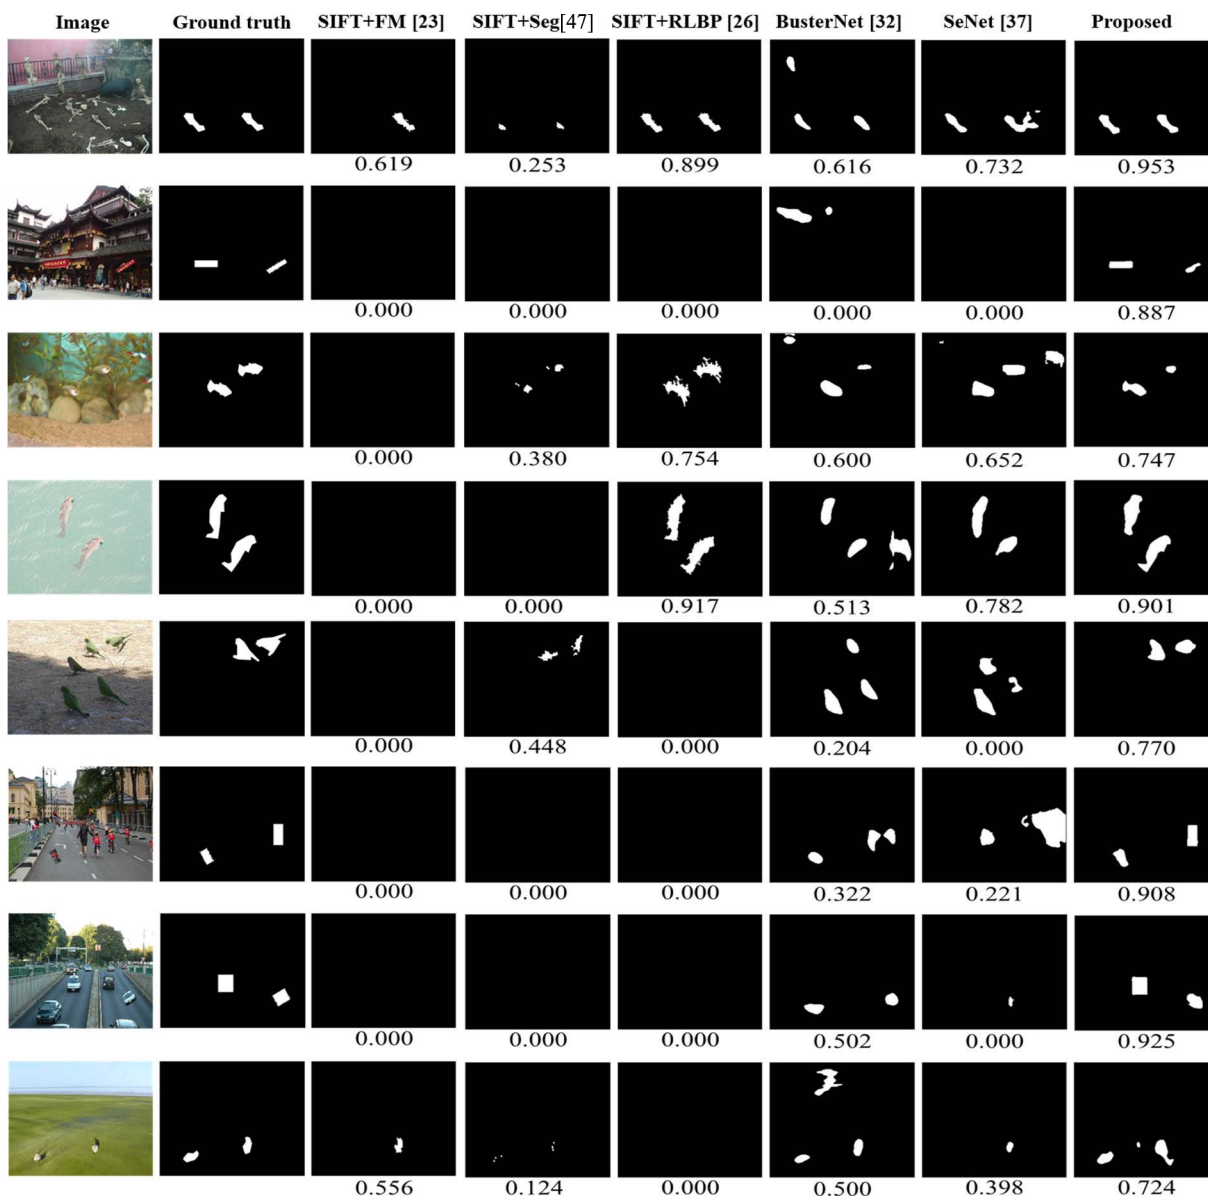 Image Ground truth SIFT+FM [23] SIFT+Seg[47] SIFT+RLBP [26] BusterNet [32] SeNet [37] Proposed
0.619 0.253 0.899 0.616 0.732 0.953
0.000 0.000 0.000 0.000 0.000 0.887
0.000 0.380 0.754 0.600 0.652 0.747
0.000 0.000 0.917 0.513 0.782 0.901
0.000 0.448 0.000 0.204 0.000 0.770
0.000 0.000 0.000 0.322 0.221 0.908
0.000 0.000 0.000 0.502 0.000 0.925
0.556 0.124 0.000 0.500 0.398 0.724